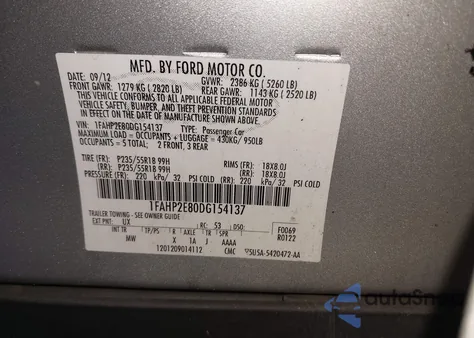 MFD. BY FORD MOTOR CO.
DATE: 09/12 GVWR: 2386 KG ( 5260 LB)
FRONT GAWR: 1279 KG ( 2820 LB) REAR GAWR: 1143 KG ( 2520 LB)
THIS VEHICLE CONFORMS TO ALL APPLICABLE FEDERAL MOTOR
VEHICLE SAFETY, BUMPER, AND THEFT PREVENTION STANDARDS
IN EFFECT ON THE DATE OF MANUFACTURE SHOWN ABOVE.
VIN: 1FAHP2E80DG154137 TYPE: Passenger Car
MAXIMUM LOAD = OCCUPANTS + LUGGAGE = 430KG/ 950LB
OCCUPANTS = 5 TOTAL: 2 FRONT, 3 REAR
TIRE (FR): P235/55R18 99H RIMS (FR): 18X8.0J
(RR): P235/55R18 99H (RR): 18X8.0J
PRESSURE (FR): 220 kPa/ 32 PSI COLD (RR): 220 kPa/ 32 PSI COLD
1FAHP2E80DG154137
TRAILER TOWING - SEE OWNER GUIDE
EXT PNT: UX RC: 53 DSO: F0069
R0122
INT TR TP/PS R AXLE TR SPR
MW X 1A J AAAA
1201209014112 CMC 5U5A-5420472-AA
autoSnap